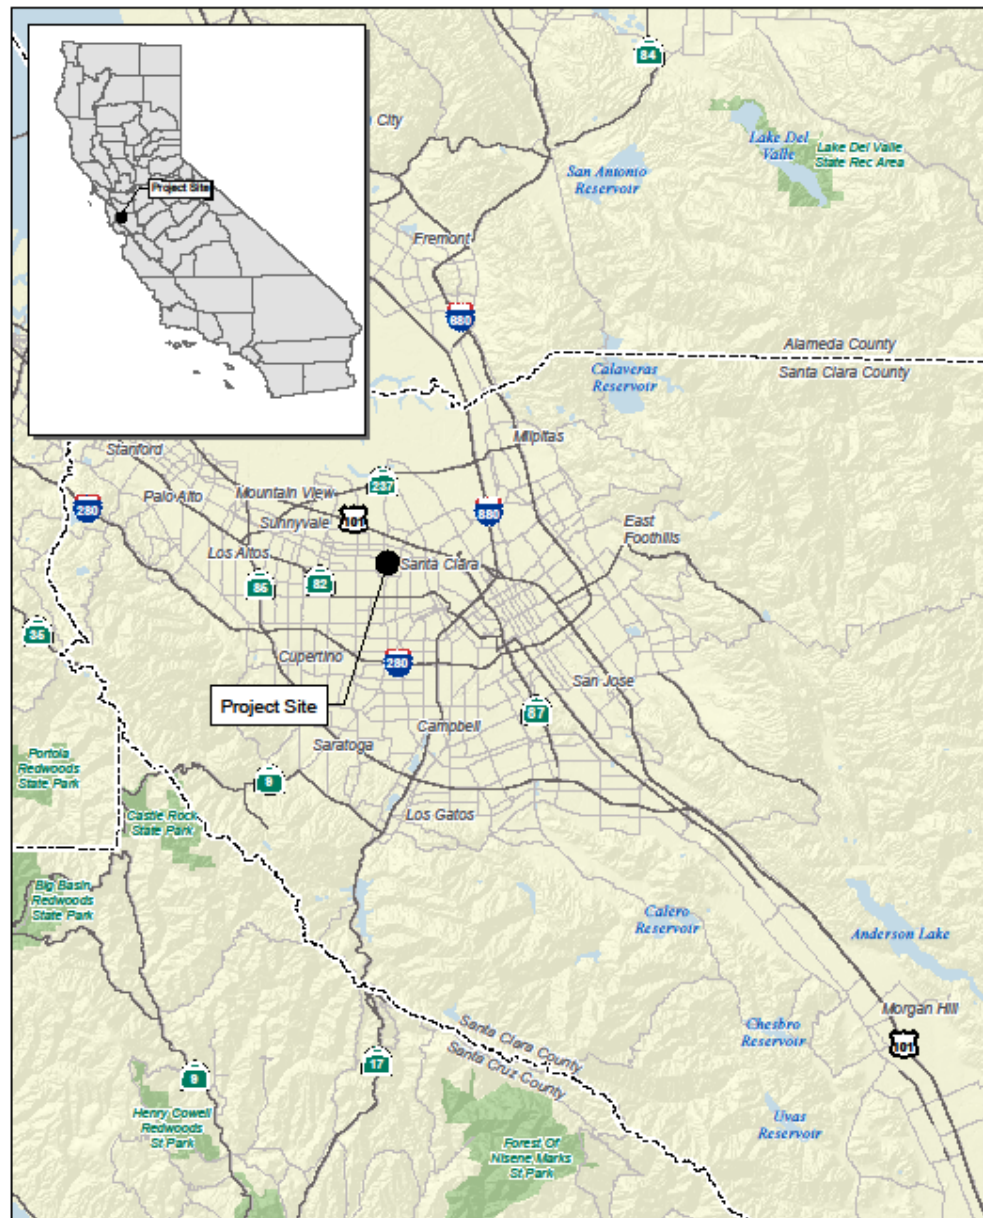 Project Site
City
84
Lake Del
Valle
Lake Del Valle
State Rec Area
San Antonio
Reservoir
Fremont
680
Alameda County
Santa Clara County
Calaveras
Reservoir
Milpitas
Stanford
237
Palo Alto
Mountain View
280
880
101
Sunnyvale
East
Foothills
Los Altos
Santa Clara
85
82
35
Cupertino
280
San Jose
Project Site
87
Campbell
Saratoga
Portola
Redwoods
State Park
9
Castle Rock
State Park
Los Gatos
Big Basin
Redwoods
State Park
Calero
Reservoir
Anderson Lake
Morgan Hill
Santa Clara County
Santa Cruz County
Chesbro
Reservoir
101
17
9
Henry Cowell
Redwoods
St Park
Uvas
Reservoir
Forest Of
Nisene Marks
St Park